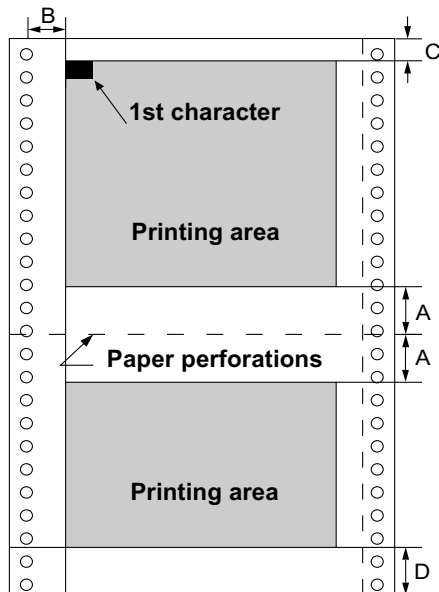 B
C
1st character
Printing area
A
Paper perforations
A
Printing area
D